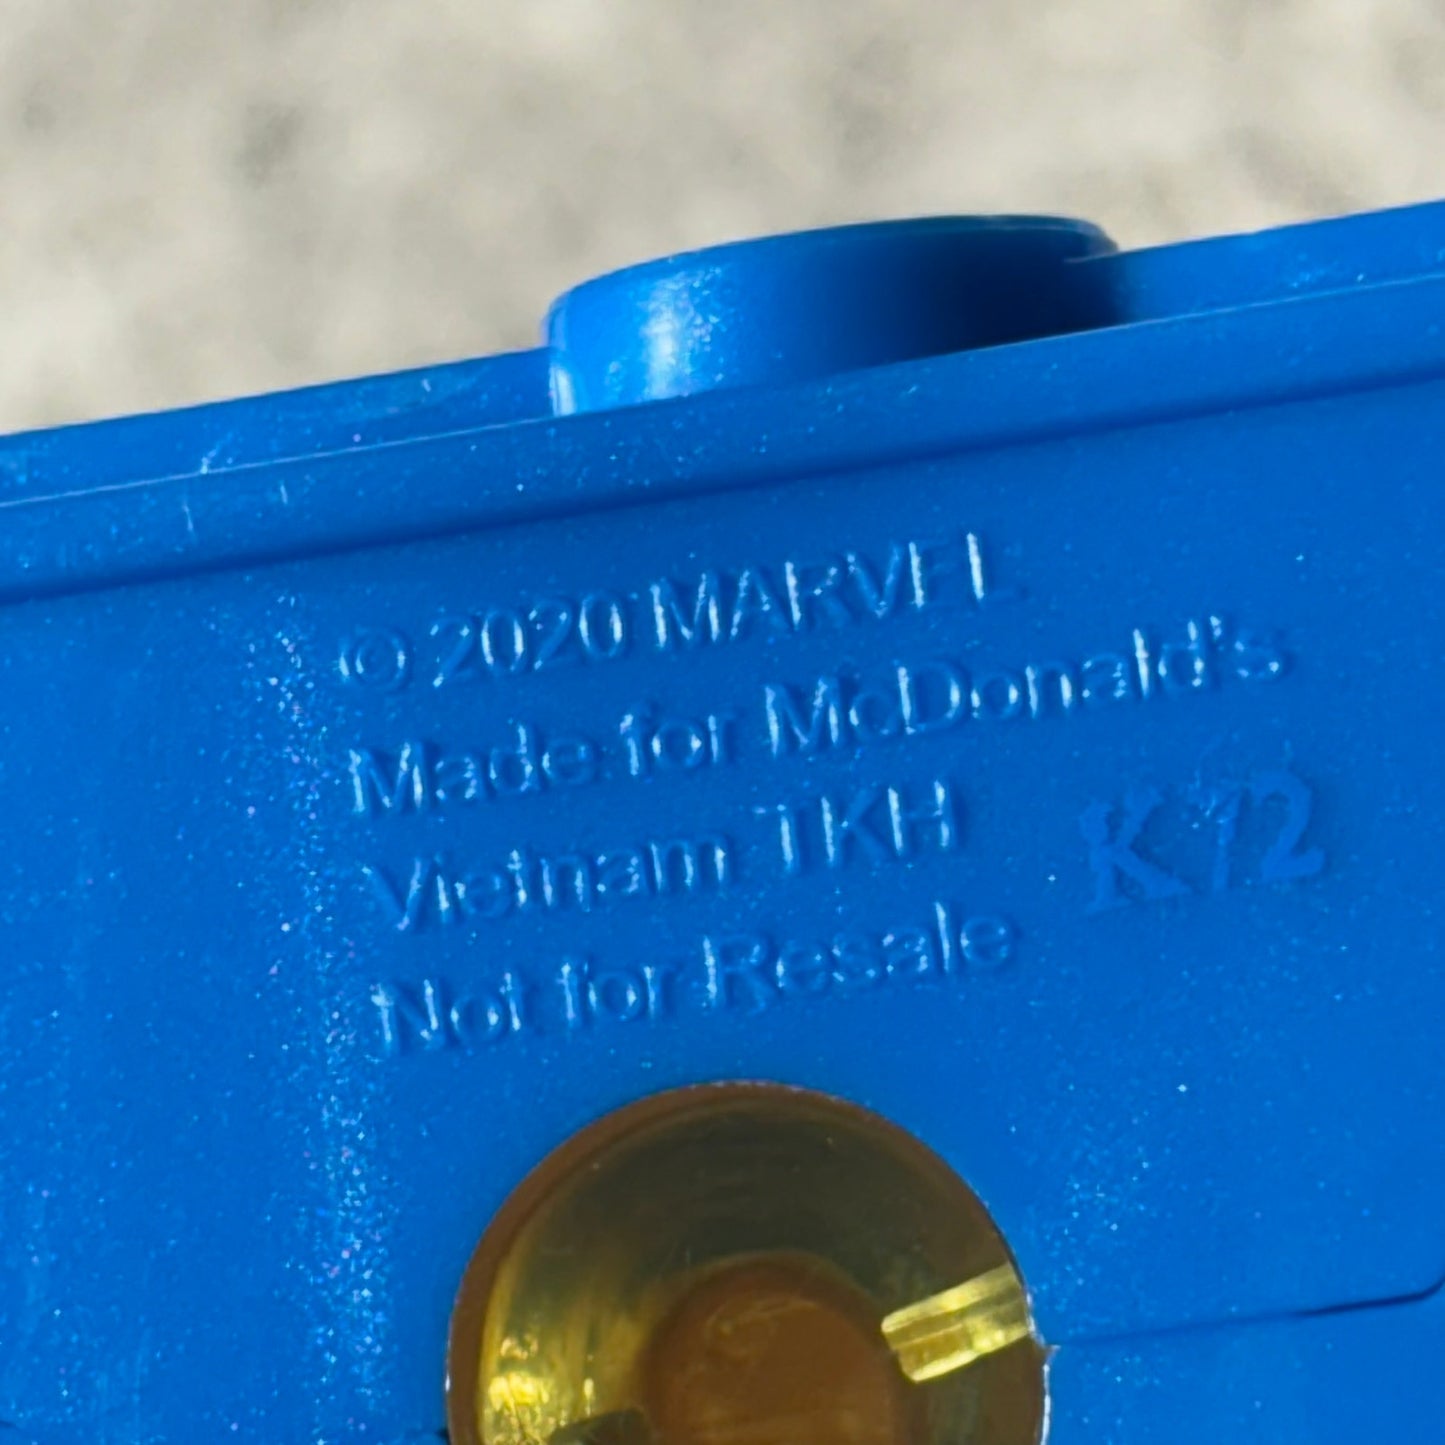 © 2020 MARVEL
Made for McDonald's
Vietnam TKH
K12
Not for Resale